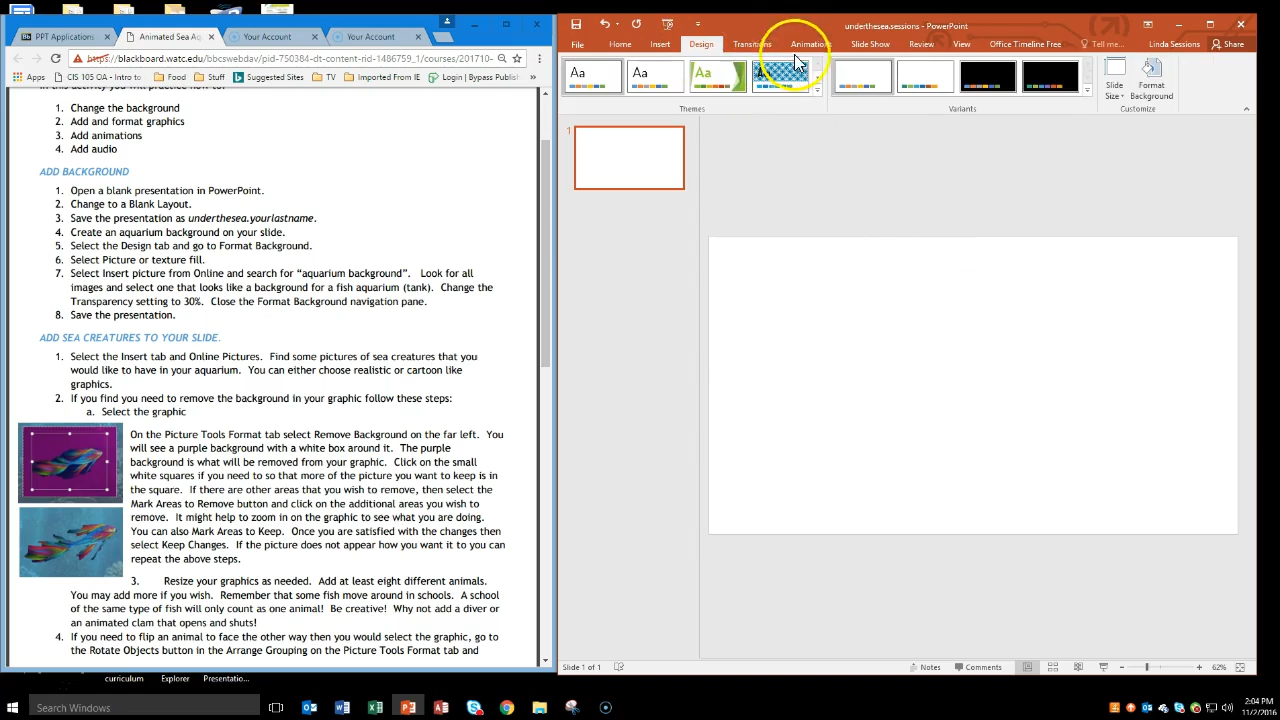 underthesea.sessions - PowerPoint
PPT Applications
Animated Sea Aq
Your Account
Your Account
File
Home
Insert
Design
Transitions
Animations
Slide Show
Review
View
Office Timeline Free
Tell me...
Linda Sessions
Share
https://blackboard.watc.edu/bbcswebdav/pid-750384-dt-content-rid-1486759_1/courses/201710-
Apps
CIS 105 OA - Intro to
Stuff
Suggested Sites
DT
Imported From IE
Login | Bypass Publish
»
Aa
Aa
Aa
Slide Size
Format Background
Themes
Variants
Customize
1. Change the background
2. Add and format graphics
3. Add animations
4. Add audio
ADD BACKGROUND
1. Open a blank presentation in PowerPoint.
2. Change to a Blank Layout.
3. Save the presentation as underthesea.yourlastname.
4. Create an aquarium background on your slide.
5. Select the Design tab and go to Format Background.
6. Select Picture or texture fill.
7. Select Insert picture from Online and search for "aquarium background". Look for all
images and select one that looks like a background for a fish aquarium (tank). Change the
Transparency setting to 30%. Close the Format Background navigation pane.
8. Save the presentation.
ADD SEA CREATURES TO YOUR SLIDE.
1. Select the Insert tab and Online Pictures. Find some pictures of sea creatures that you
would like to have in your aquarium. You can either choose realistic or cartoon like
graphics.
2. If you find you need to remove the background in your graphic follow these steps:
a. Select the graphic
On the Picture Tools Format tab select Remove Background on the far left. You
will see a purple background with a white box around it. The purple
background is what will be removed from your graphic. Click on the small
white squares if you need to so that more of the picture you want to keep is in
the square. If there are other areas that you wish to remove, then select the
Mark Areas to Remove button and click on the additional areas you wish to
remove. It might help to zoom in on the graphic to see what you are doing.
You can also Mark Areas to Keep. Once you are satisfied with the changes then
select Keep Changes. If the picture does not appear how you want it to you can
repeat the above steps.
3. Resize your graphics as needed. Add at least eight different animals.
You may add more if you wish. Remember that some fish move around in schools. A school
of the same type of fish will only count as one animal! Be creative! Why not add a diver or
an animated clam that opens and shuts!
4. If you need to flip an animal to face the other way then you would select the graphic, go to
the Rotate Objects button in the Arrange Grouping on the Picture Tools Format tab and
1
Slide 1 of 1
Notes
Comments
62%
curriculum
Explorer
Presentatio...
Search Windows
2:04 PM
11/2/2016